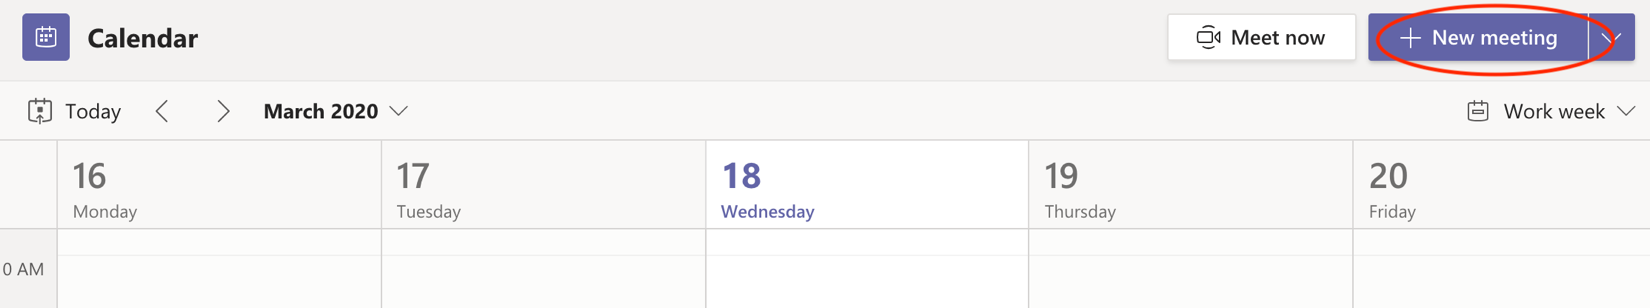 Calendar
Meet now
+ New meeting
Today
March 2020
Work week
16
Monday
17
Tuesday
18
Wednesday
19
Thursday
20
Friday
0 AM